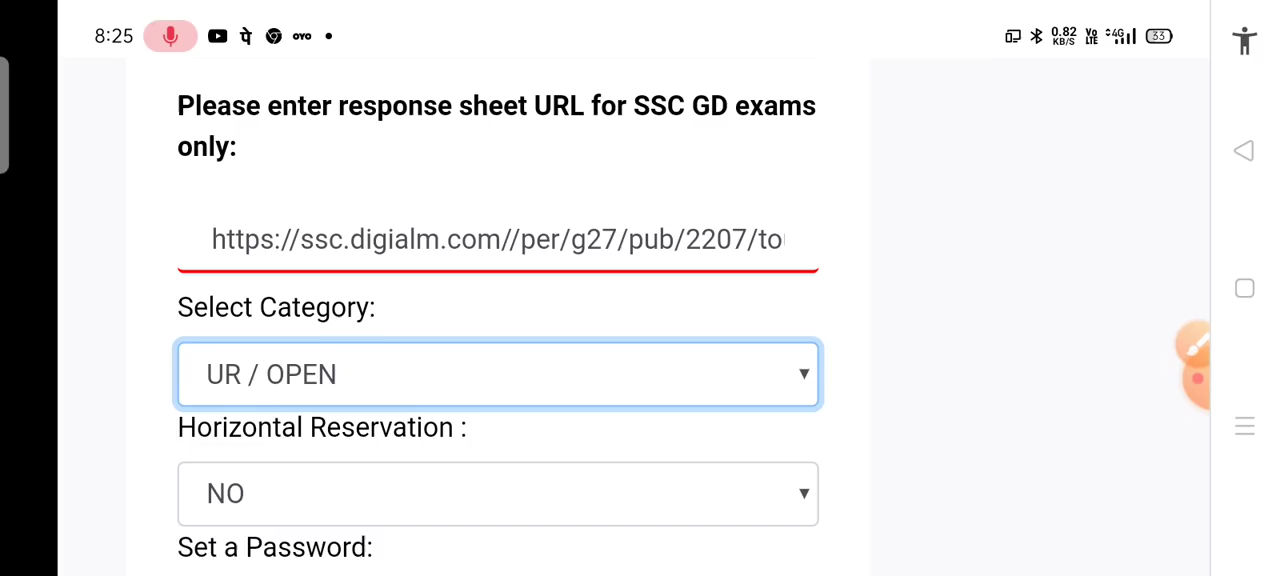 8:25 पे OYO 0.82 KB/S Vo LTE 4G 33
Please enter response sheet URL for SSC GD exams
only:
https://ssc.digialm.com//per/g27/pub/2207/to
Select Category:
UR / OPEN
Horizontal Reservation :
NO
Set a Password: